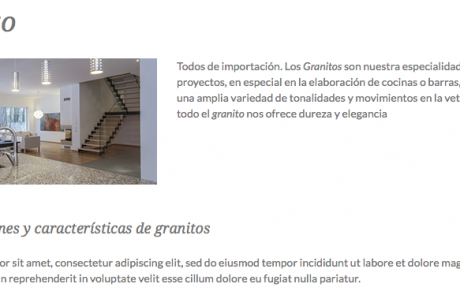 Todos de importación. Los Granitos son nuestra especialidad
proyectos, en especial en la elaboración de cocinas o barras,
una amplia variedad de tonalidades y movimientos en la vet
todo el granito nos ofrece dureza y elegancia
nes y características de granitos
or sit amet, consectetur adipiscing elit, sed do eiusmod tempor incididunt ut labore et dolore mag
n reprehenderit in voluptate velit esse cillum dolore eu fugiat nulla pariatur.